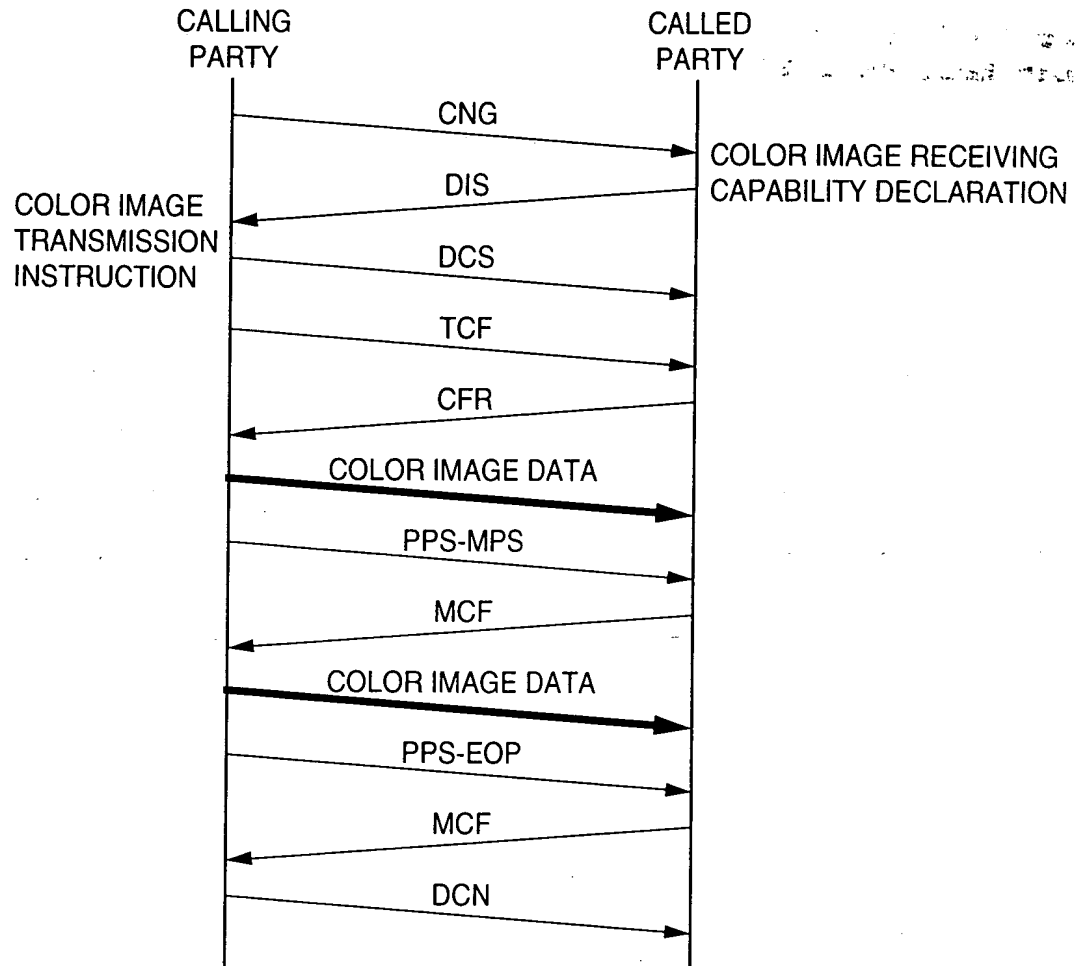 CALLING
PARTY
CALLED
PARTY
CNG
COLOR IMAGE RECEIVING
CAPABILITY DECLARATION
DIS
COLOR IMAGE
TRANSMISSION
INSTRUCTION
DCS
TCF
CFR
COLOR IMAGE DATA
PPS-MPS
MCF
COLOR IMAGE DATA
PPS-EOP
MCF
DCN